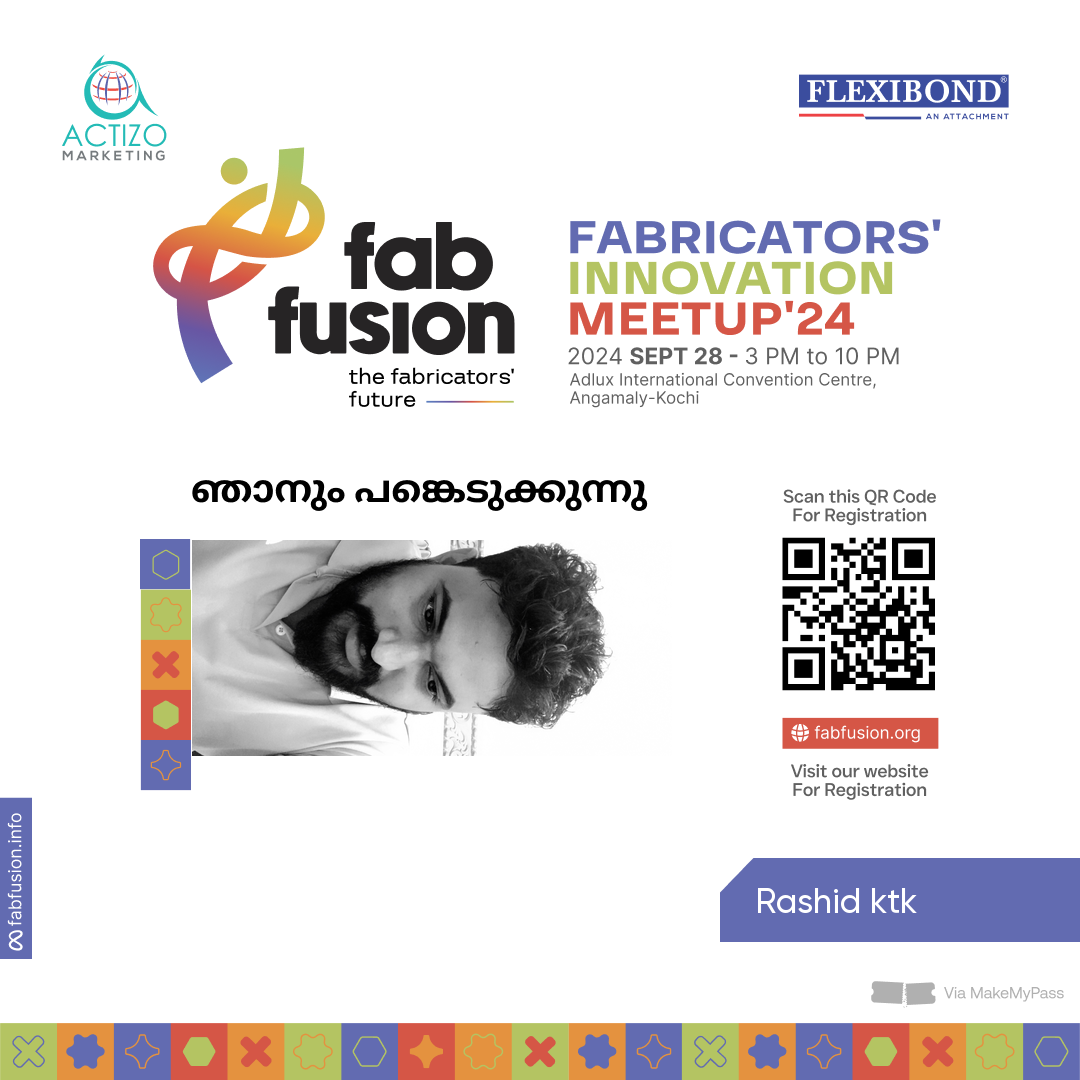 ACTIZO
MARKETING
FLEXIBOND®
AN ATTACHMENT
fab
fusion
the fabricators'
future
FABRICATORS'
INNOVATION
MEETUP'24
2024 SEPT 28 - 3 PM to 10 PM
Adlux International Convention Centre,
Angamaly-Kochi
ഞാനും പങ്കെടുക്കുന്നു
Scan this QR Code
For Registration
fabfusion.org
Visit our website
For Registration
fabfusion.info
Rashid ktk
Via MakeMyPass